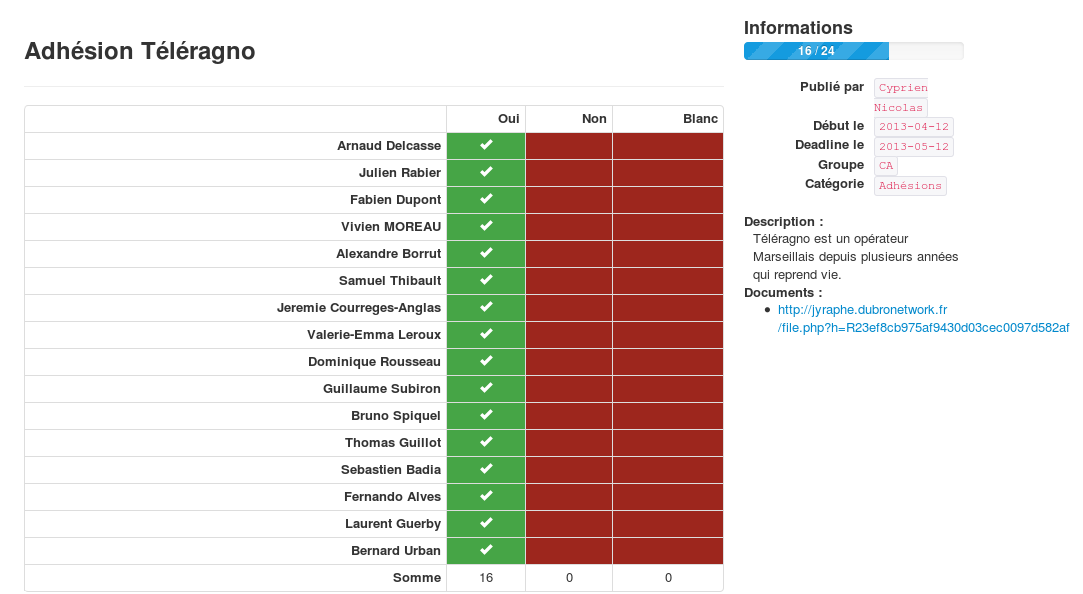 Adhésion Téléragno
Oui Non Blanc
Arnaud Delcasse
Julien Rabier
Fabien Dupont
Vivien MOREAU
Alexandre Borrut
Samuel Thibault
Jeremie Courreges-Anglas
Valerie-Emma Leroux
Dominique Rousseau
Guillaume Subiron
Bruno Spiquel
Thomas Guillot
Sebastien Badia
Fernando Alves
Laurent Guerby
Bernard Urban
Somme 16 0 0
Informations
16 / 24
Publié par Cyprien
Nicolas
Début le 2013-04-12
Deadline le 2013-05-12
Groupe CA
Catégorie Adhésions
Description :
Téléragno est un opérateur
Marseillais depuis plusieurs années
qui reprend vie.
Documents :
http://jyraphe.dubronetwork.fr
/file.php?h=R23ef8cb975af9430d03cec0097d582af